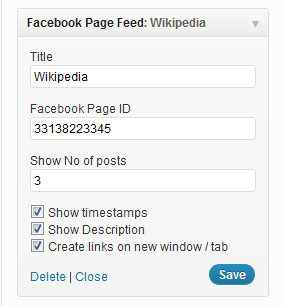 Facebook Page Feed: Wikipedia
Title
Wikipedia
Facebook Page ID
33138223345
Show No of posts
3
Show timestamps
Show Description
Create links on new window / tab
Delete | Close
Save